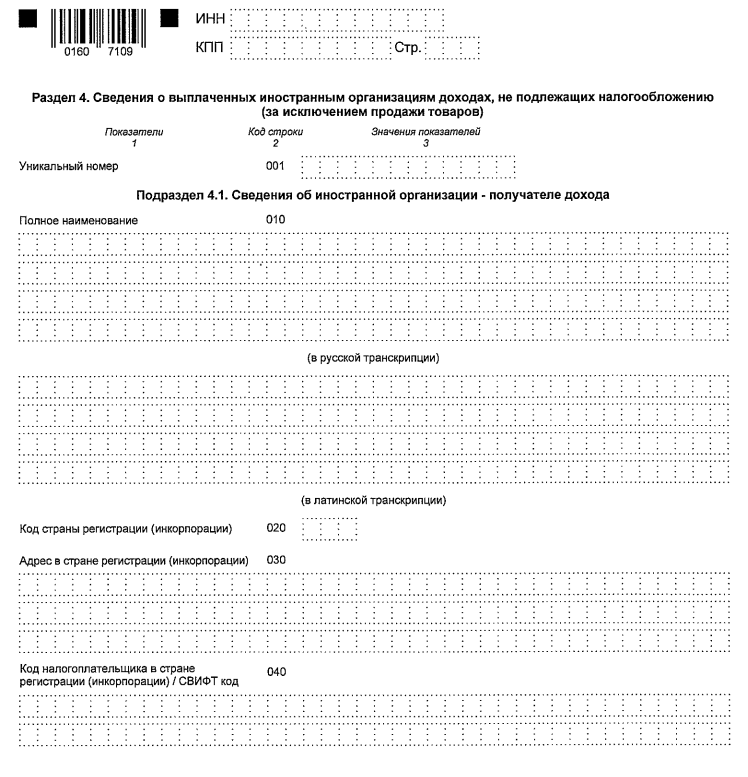 ИНН
0160 7109
КПП Стр.
Раздел 4. Сведения о выплаченных иностранным организациям доходах, не подлежащих налогообложению
(за исключением продажи товаров)
Показатели Код строки Значения показателей
1 2 3
Уникальный номер 001
Подраздел 4.1. Сведения об иностранной организации - получателе дохода
Полное наименование 010
(в русской транскрипции)
(в латинской транскрипции)
Код страны регистрации (инкорпорации) 020
Адрес в стране регистрации (инкорпорации) 030
Код налогоплательщика в стране 040
регистрации (инкорпорации) / СВИФТ код